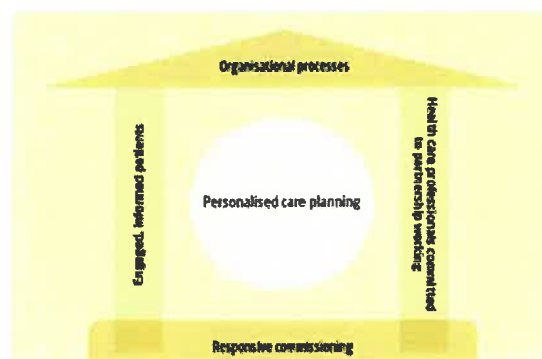 Organisational processes
Engaged, informed patients
Personalised care planning
Health care professionals committed
to partnership working
Responsive commissioning